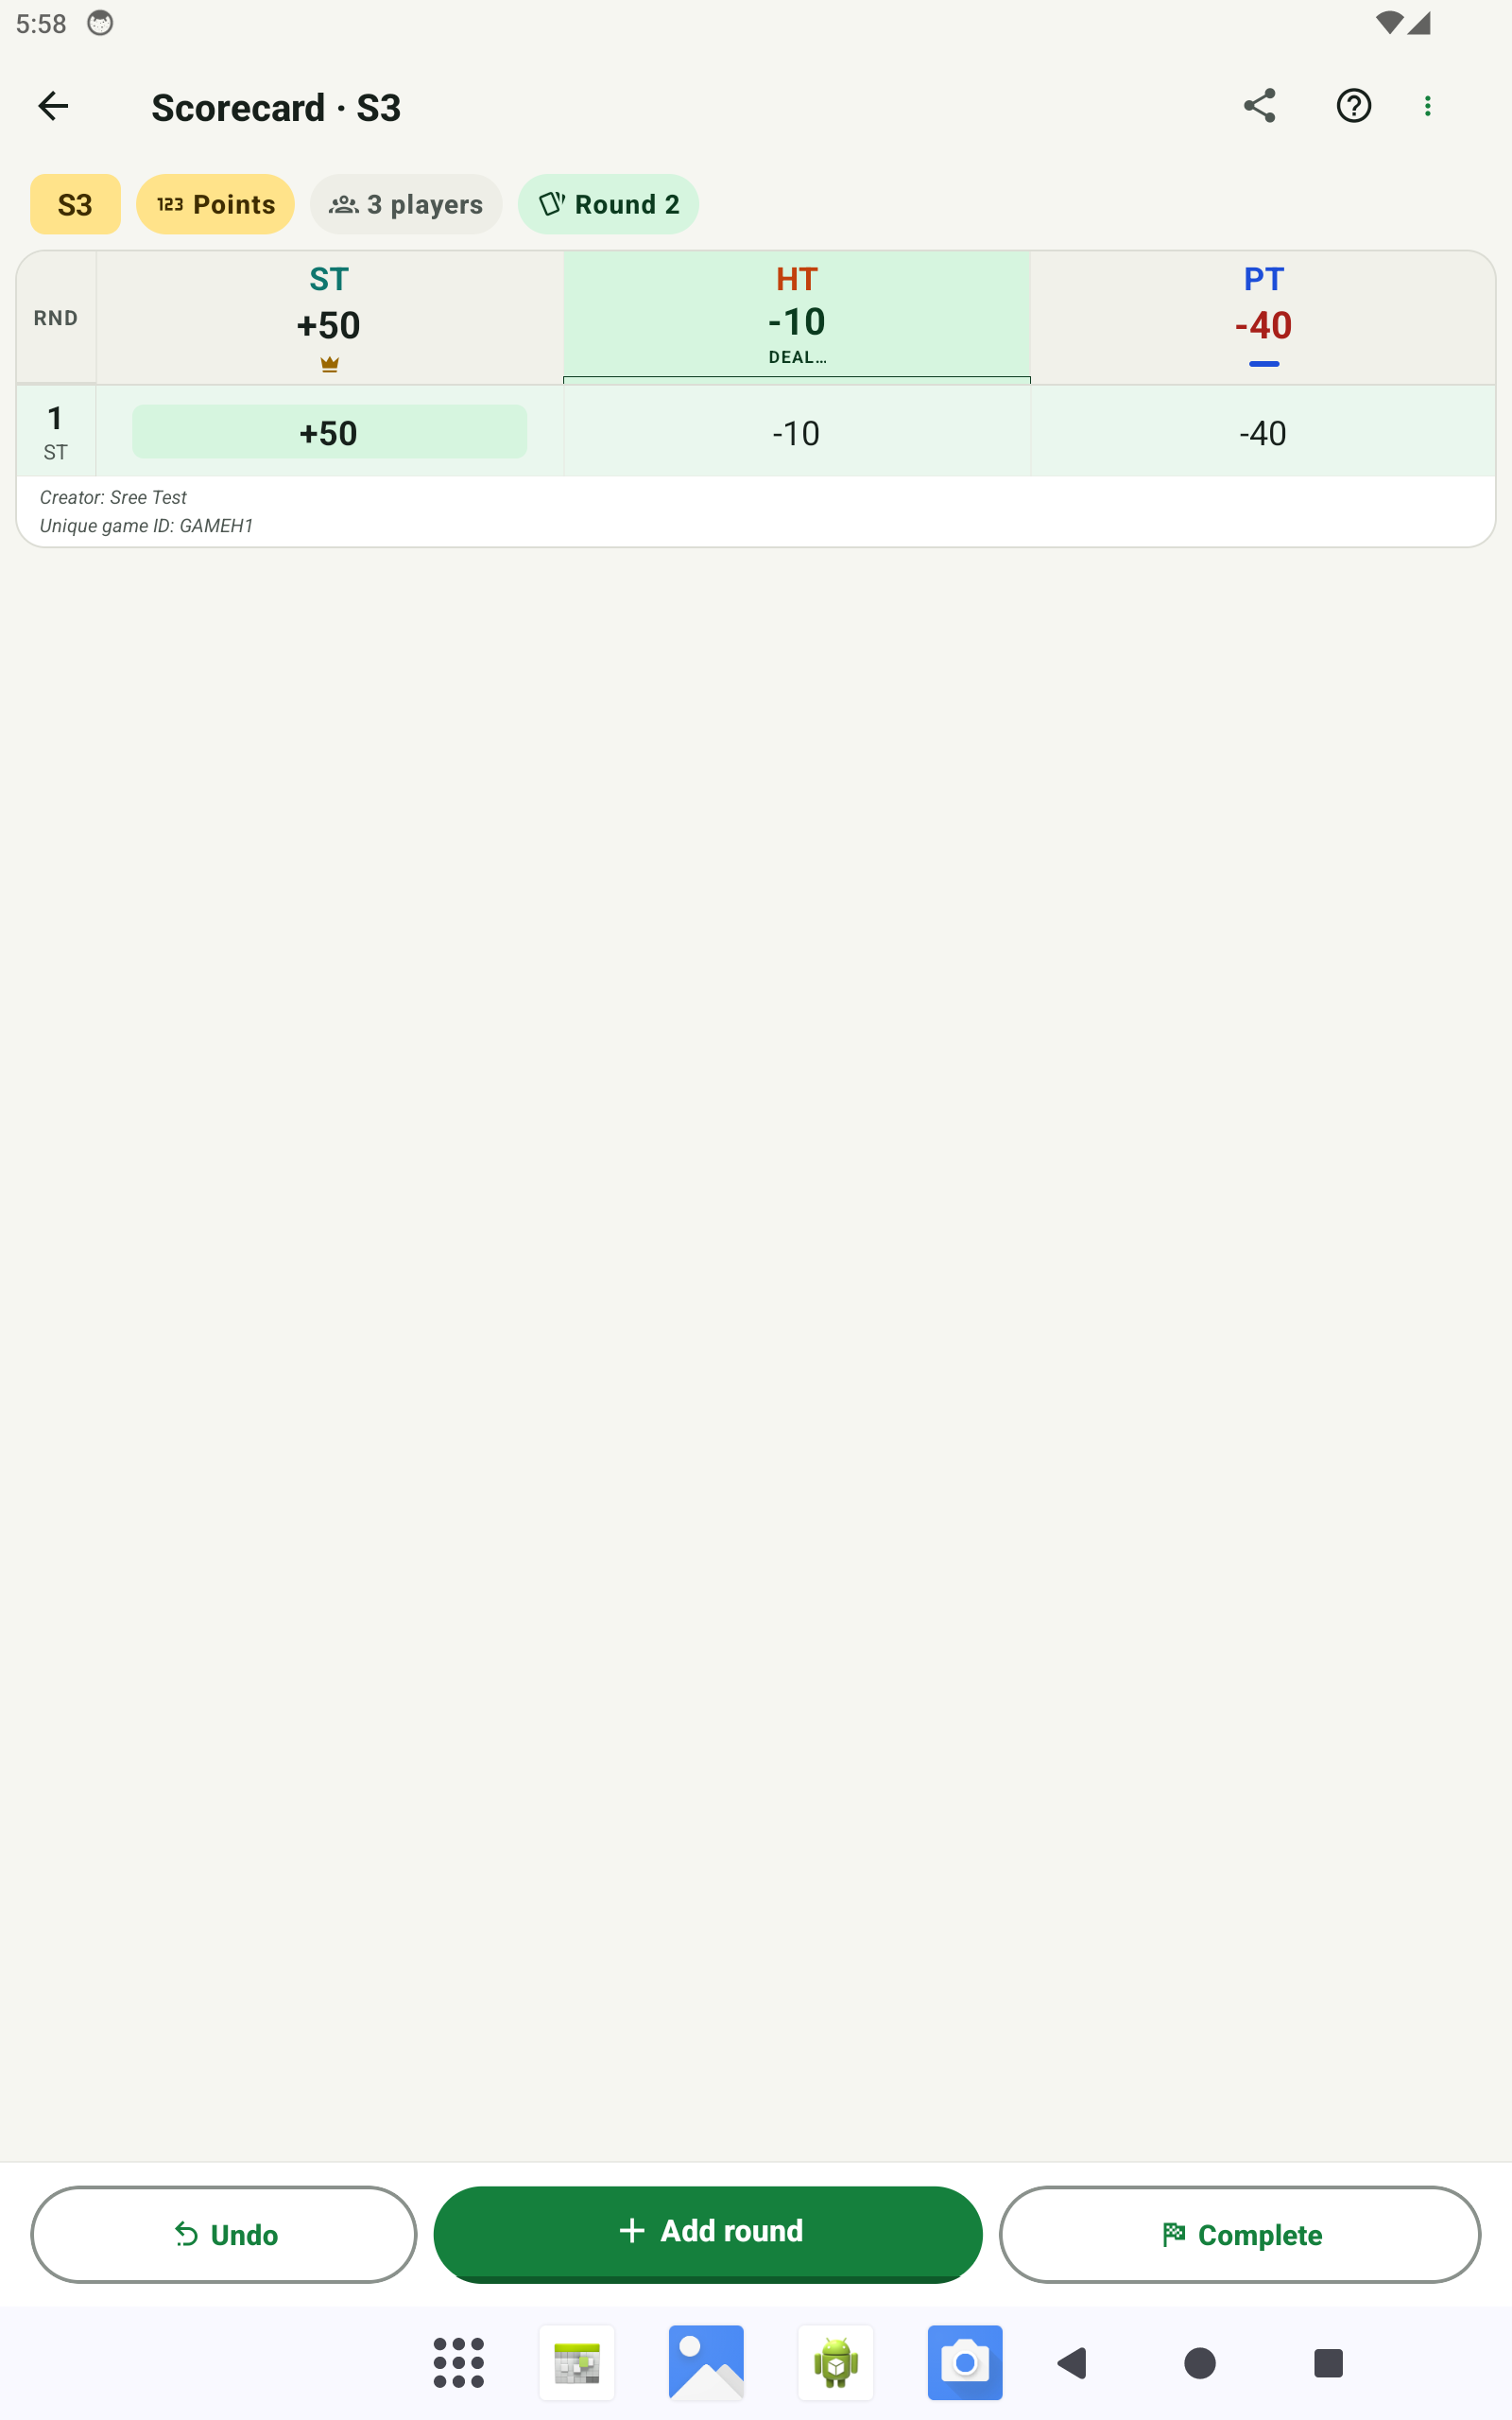 5:58
Scorecard · S3
S3 123 Points 3 players Round 2
RND ST HT PT
+50 -10 -40
DEAL…
1 +50 -10 -40
ST
Creator: Sree Test
Unique game ID: GAMEH1
Undo + Add round Complete